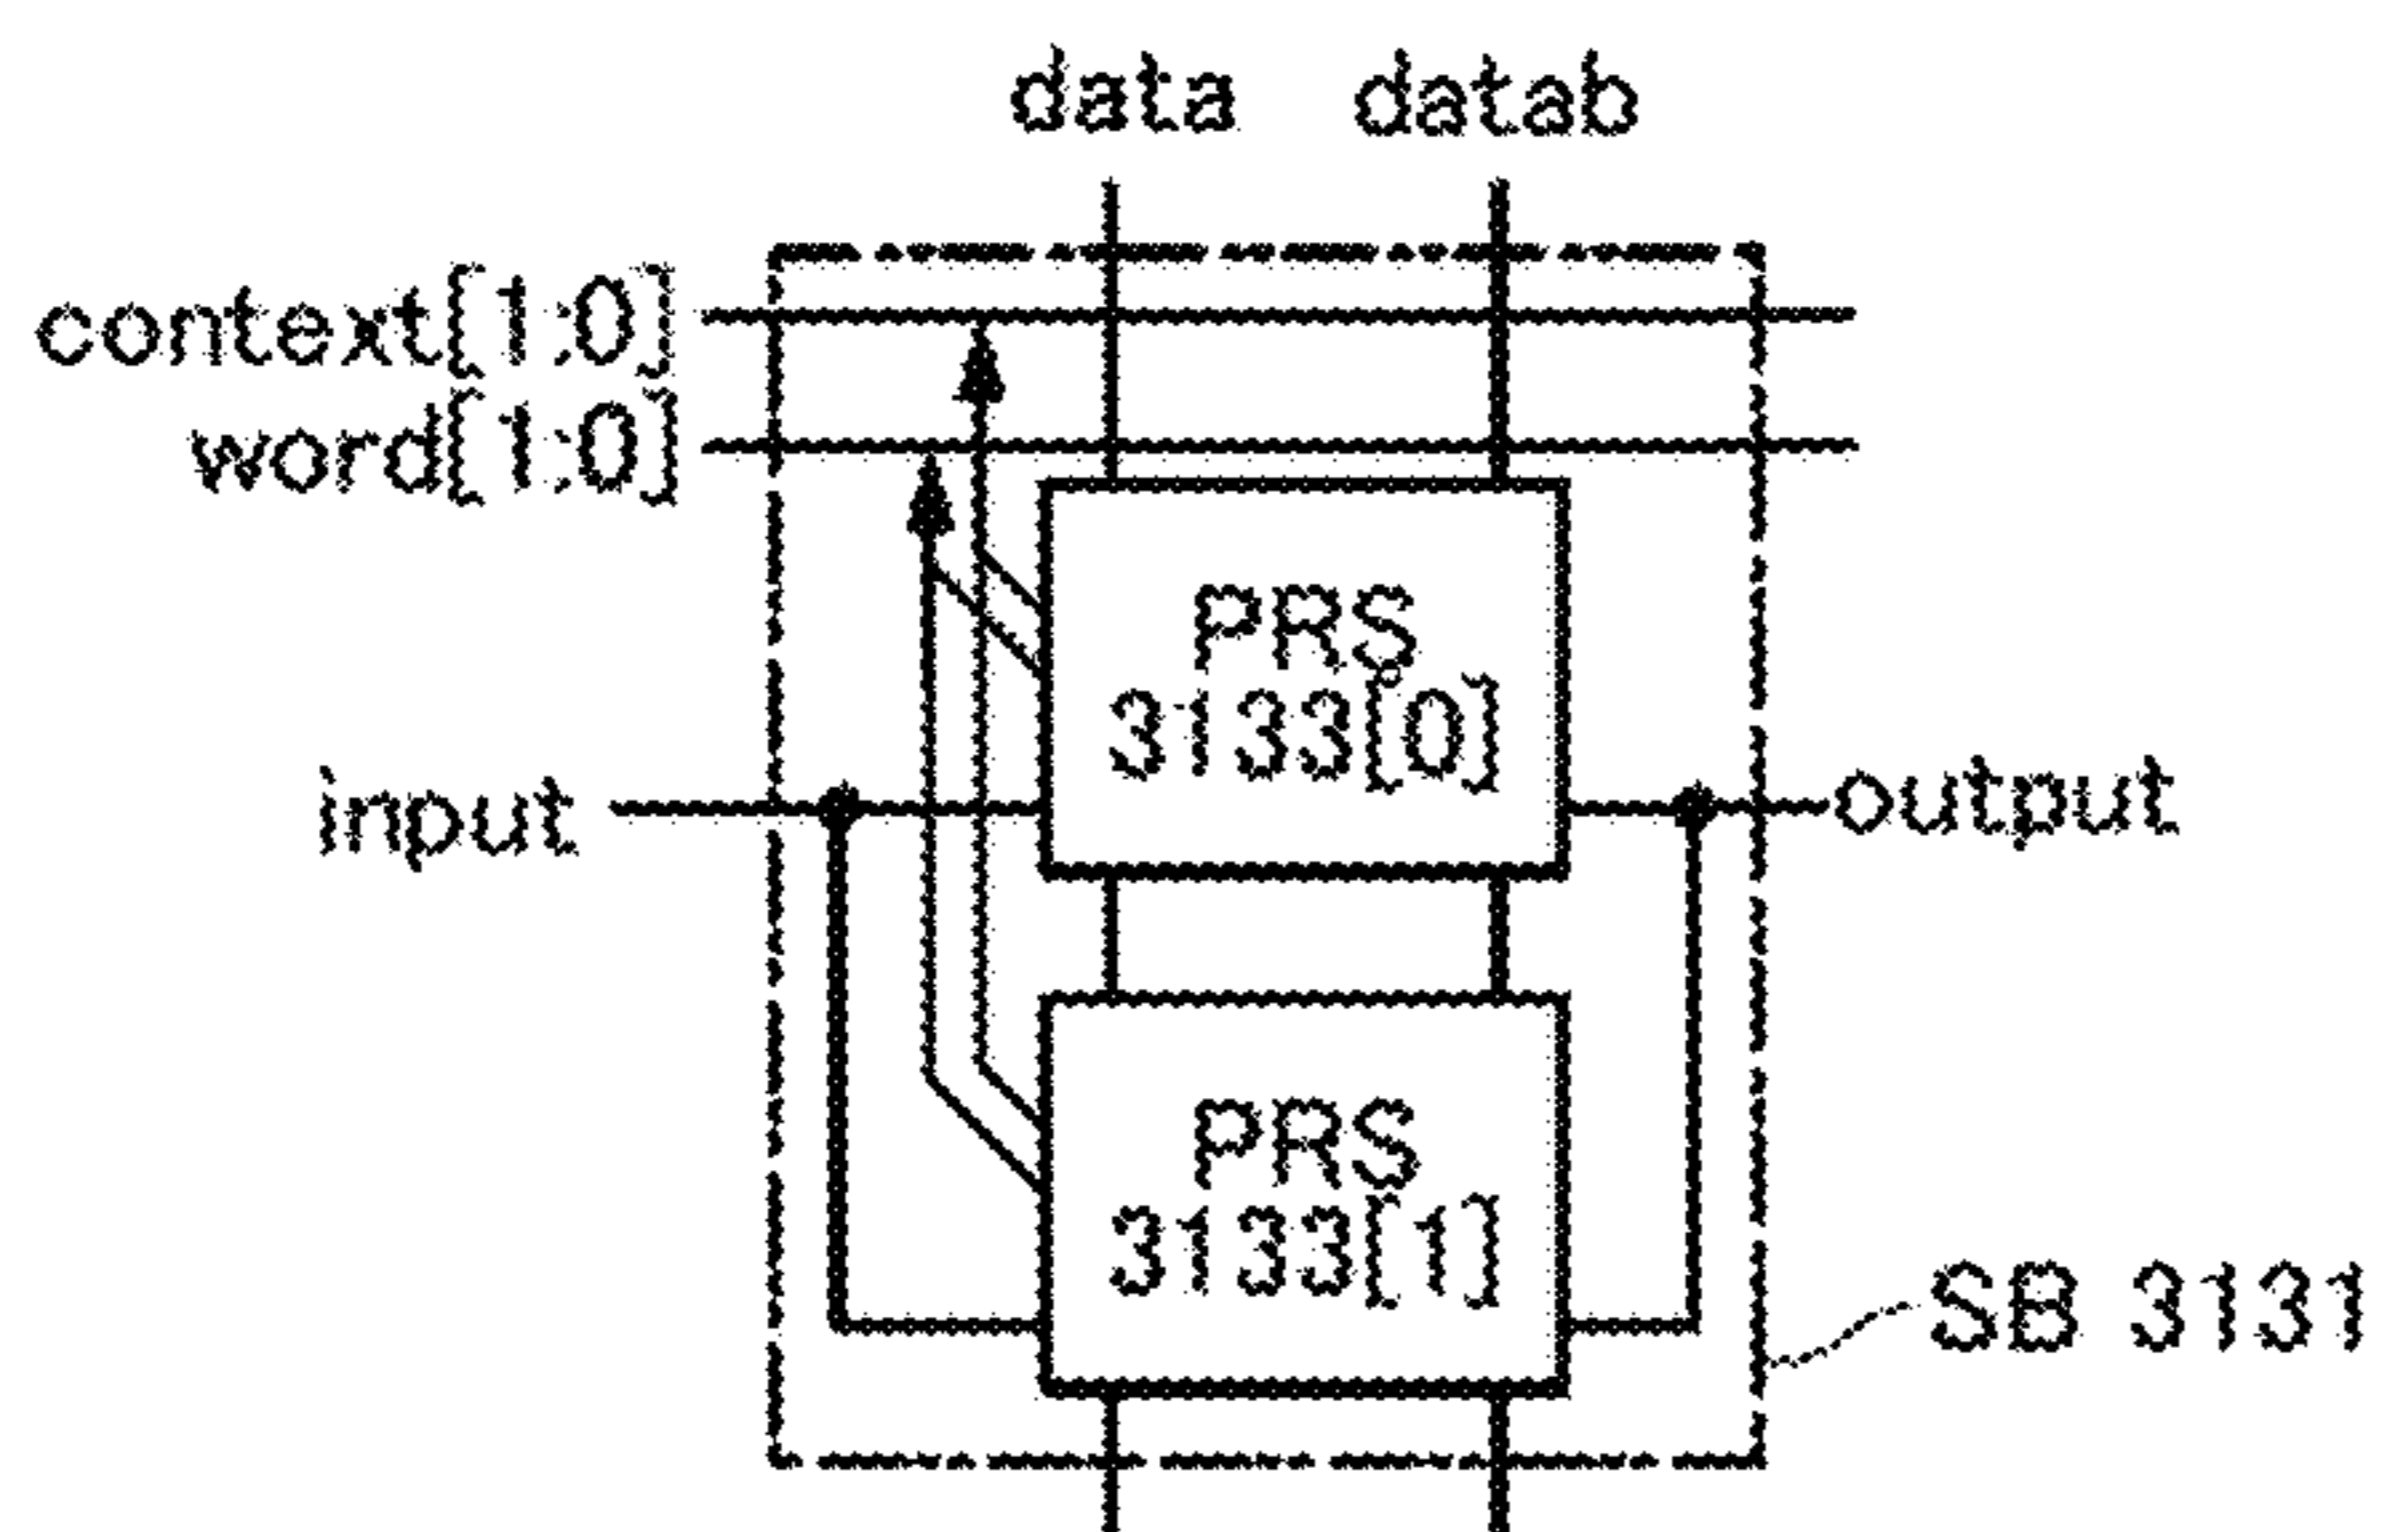 data datab
context[1:0]
word[1:0]
PRS
3133[0]
input
output
PRS
3133[1]
SB 3131